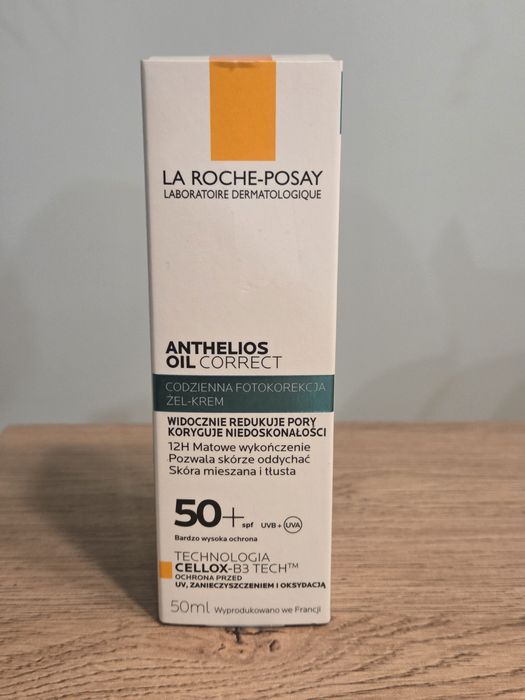 LA ROCHE-POSAY
LABORATOIRE DERMATOLOGIQUE
ANTHELIOS
OIL CORRECT
CODZIENNA FOTOKOREKCJA
ŻEL-KREM
WIDOCZNIE REDUKUJE PORY
KORYGUJE NIEDOSKONAŁOŚCI
12H Matowe wykończenie
Pozwala skórze oddychać
Skóra mieszana i tłusta
50+ spf UVB + UVA
Bardzo wysoka ochrona
TECHNOLOGIA
CELLOX-B3 TECH™
OCHRONA PRZED
UV, ZANIECZYSZCZENIEM I OKSYDACJĄ
50ml Wyprodukowano we Francji